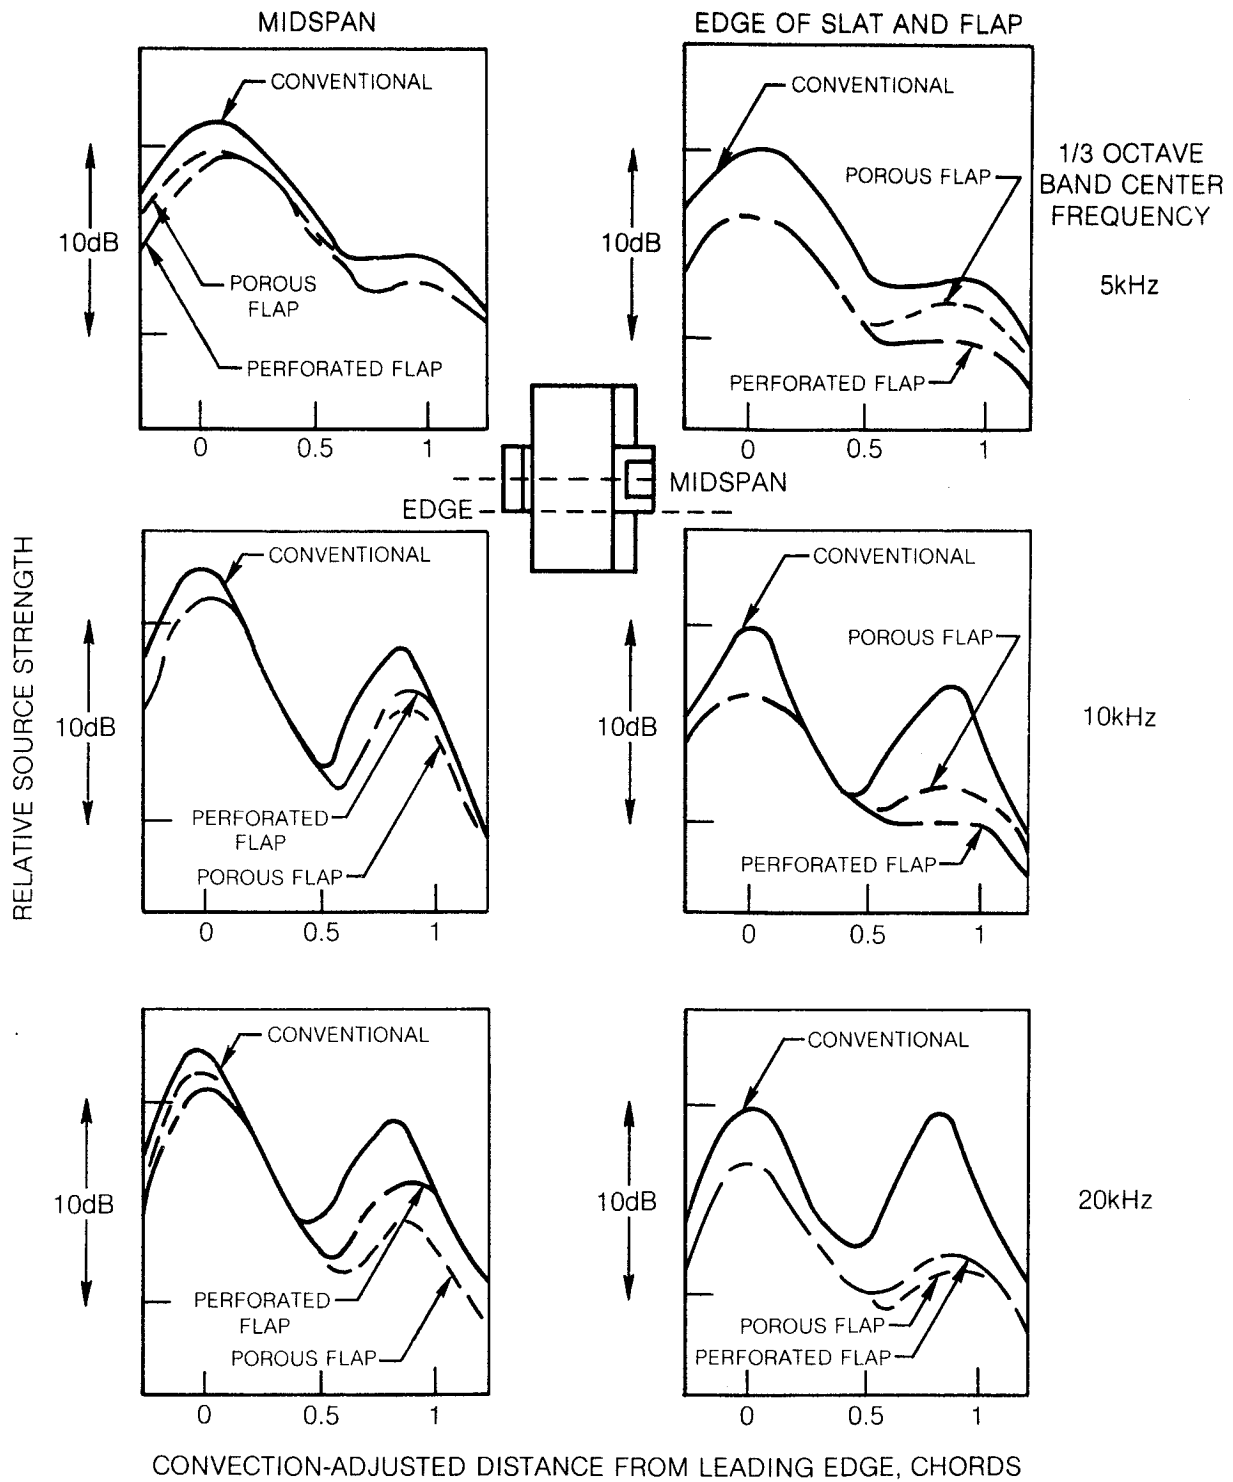 MIDSPAN
EDGE OF SLAT AND FLAP
CONVENTIONAL
10dB
POROUS
FLAP
PERFORATED FLAP
0 0.5 1
CONVENTIONAL
POROUS FLAP
10dB
PERFORATED FLAP
0 0.5 1
1/3 OCTAVE
BAND CENTER
FREQUENCY
5kHz
MIDSPAN
EDGE
RELATIVE SOURCE STRENGTH
CONVENTIONAL
10dB
PERFORATED
FLAP
POROUS FLAP
0 0.5 1
CONVENTIONAL
POROUS FLAP
10dB
PERFORATED FLAP
0 0.5 1
10kHz
CONVENTIONAL
10dB
PERFORATED
FLAP
POROUS FLAP
0 0.5 1
CONVENTIONAL
10dB
POROUS FLAP
PERFORATED FLAP
0 0.5 1
20kHz
CONVECTION-ADJUSTED DISTANCE FROM LEADING EDGE, CHORDS